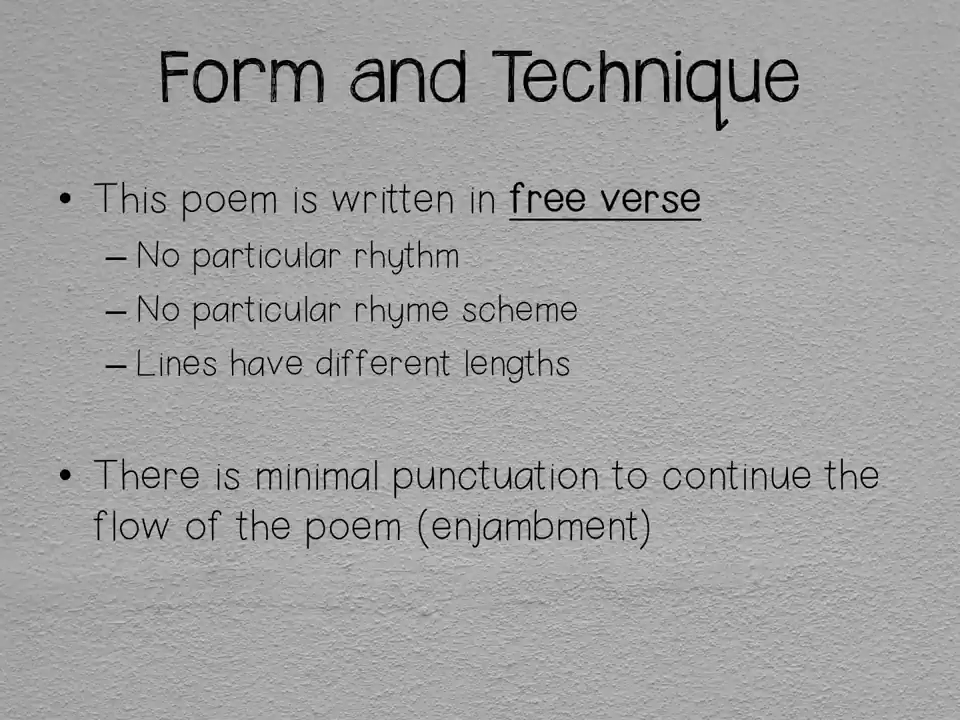 Form and Technique
• This poem is written in free verse
– No particular rhythm
– No particular rhyme scheme
– Lines have different lengths
• There is minimal punctuation to continue the
flow of the poem (enjambment)